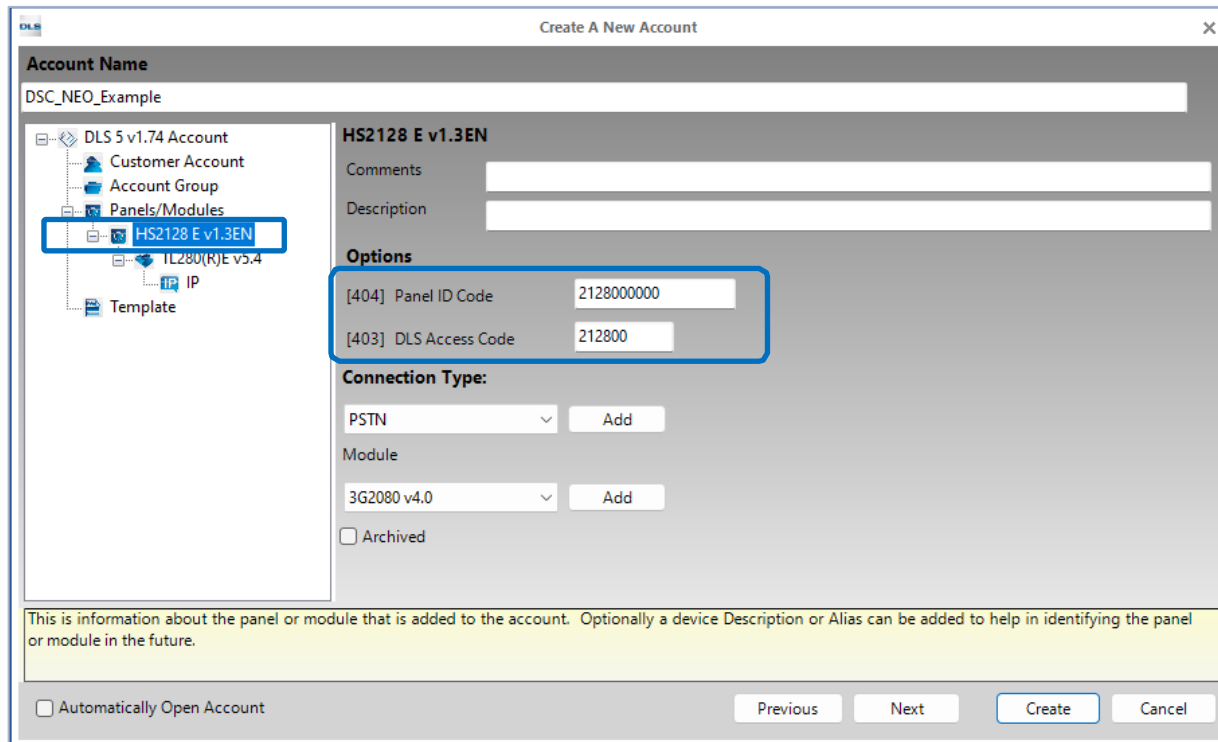 DLS
Create A New Account
Account Name
DSC_NEO_Example
DLS 5 v1.74 Account
Customer Account
Account Group
Panels/Modules
HS2128 E v1.3EN
TL280(R)E v5.4
IP
IP
Template
HS2128 E v1.3EN
Comments
Description
Options
[404] Panel ID Code
2128000000
[403] DLS Access Code
212800
Connection Type:
PSTN
Add
Module
3G2080 v4.0
Add
Archived
This is information about the panel or module that is added to the account. Optionally a device Description or Alias can be added to help in identifying the panel
or module in the future.
Automatically Open Account
Previous
Next
Create
Cancel